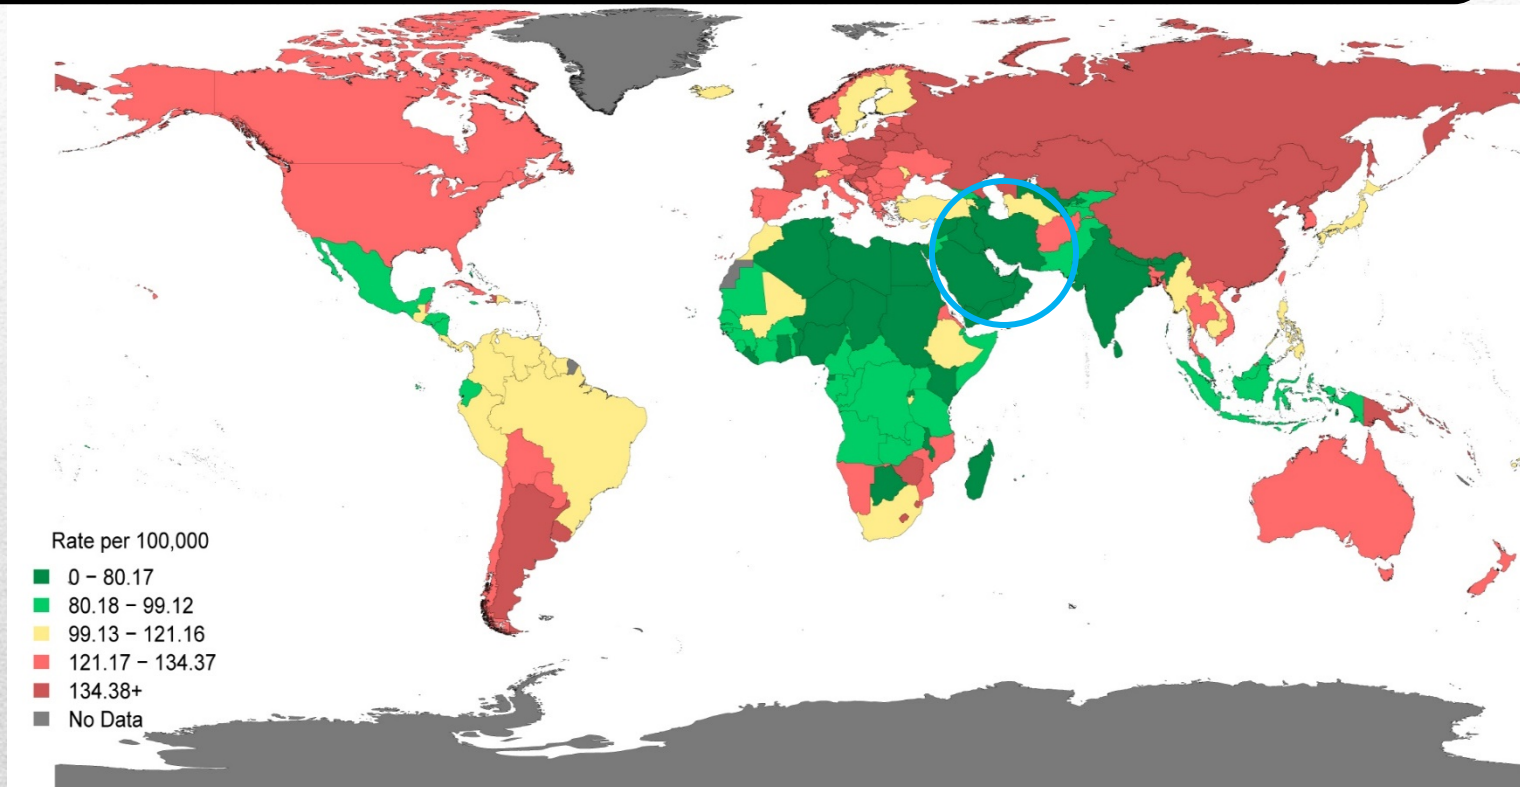 Rate per 100,000
0 − 80.17
80.18 − 99.12
99.13 − 121.16
121.17 − 134.37
134.38+
No Data